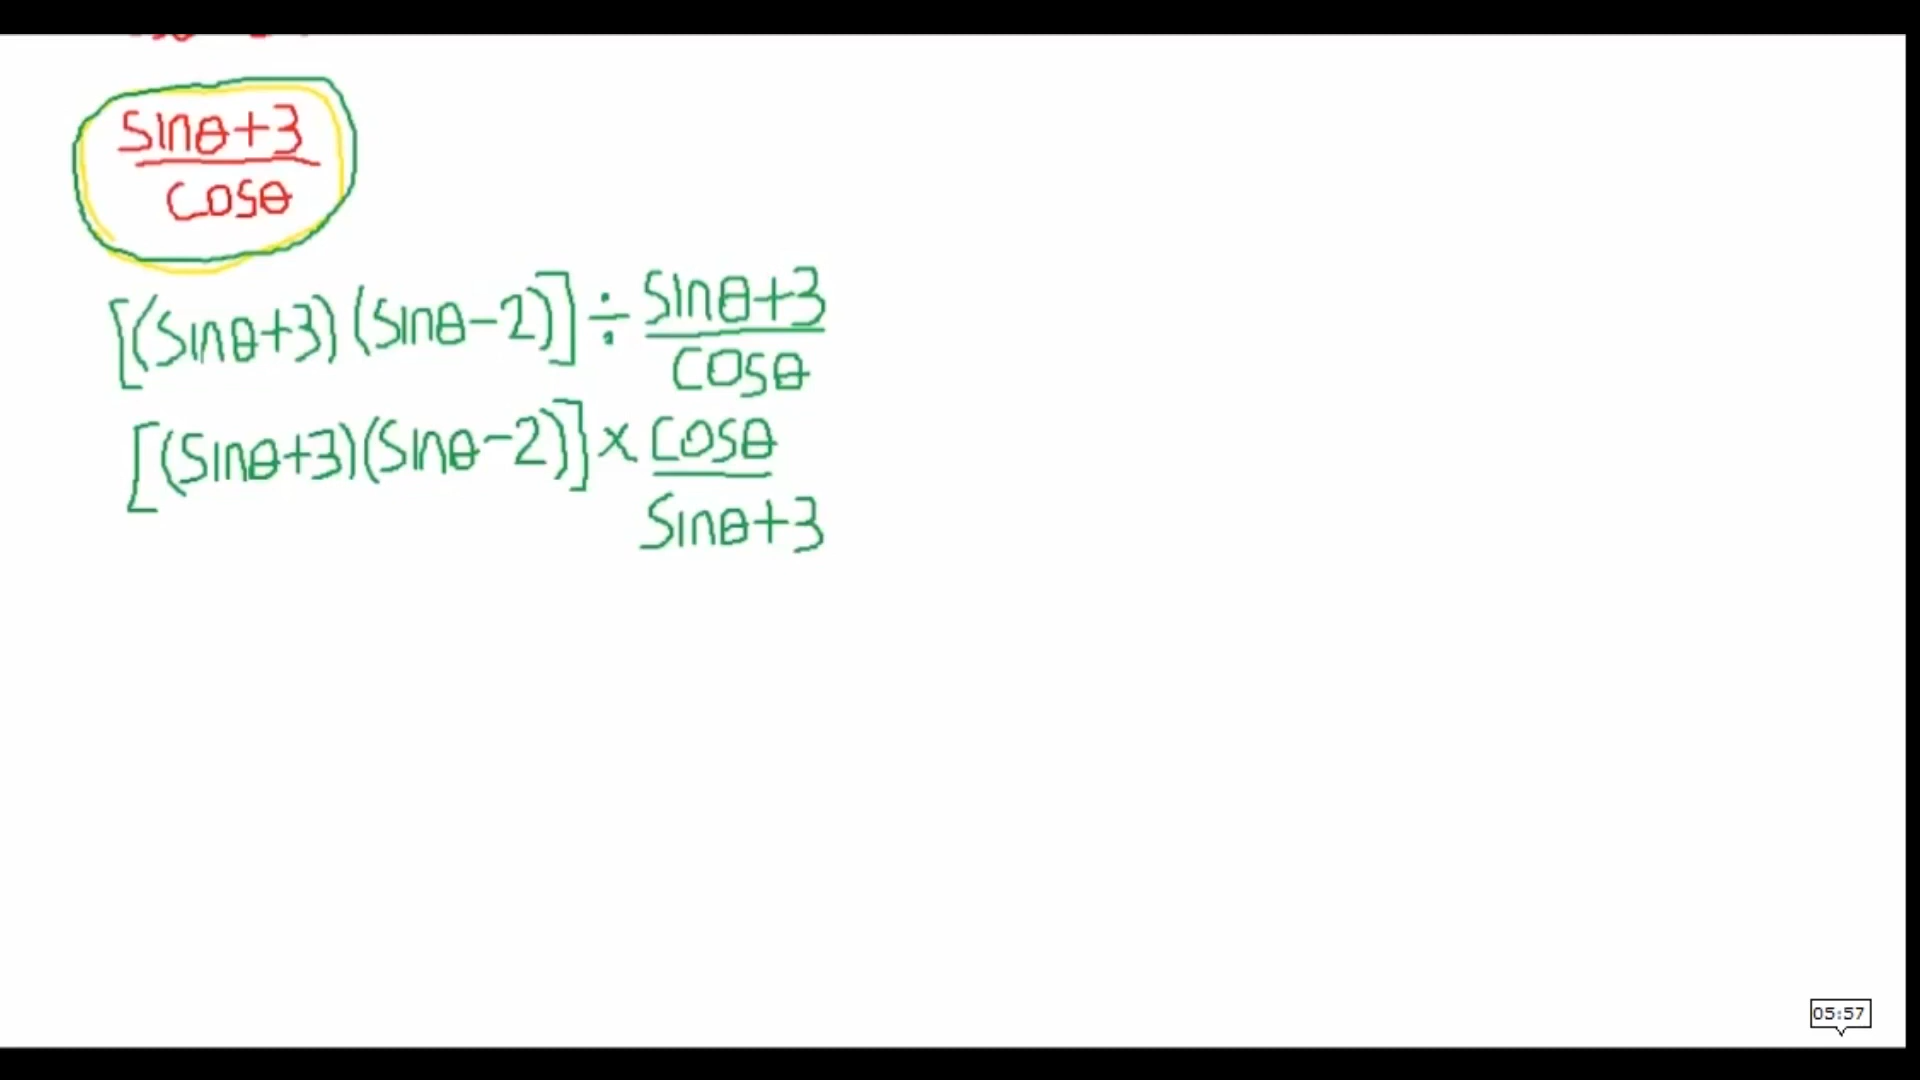 sinθ+3
cosθ
[(sinθ+3)(sinθ-2)] ÷ sinθ+3
cosθ
[(sinθ+3)(sinθ-2)] × cosθ
sinθ+3
05:57